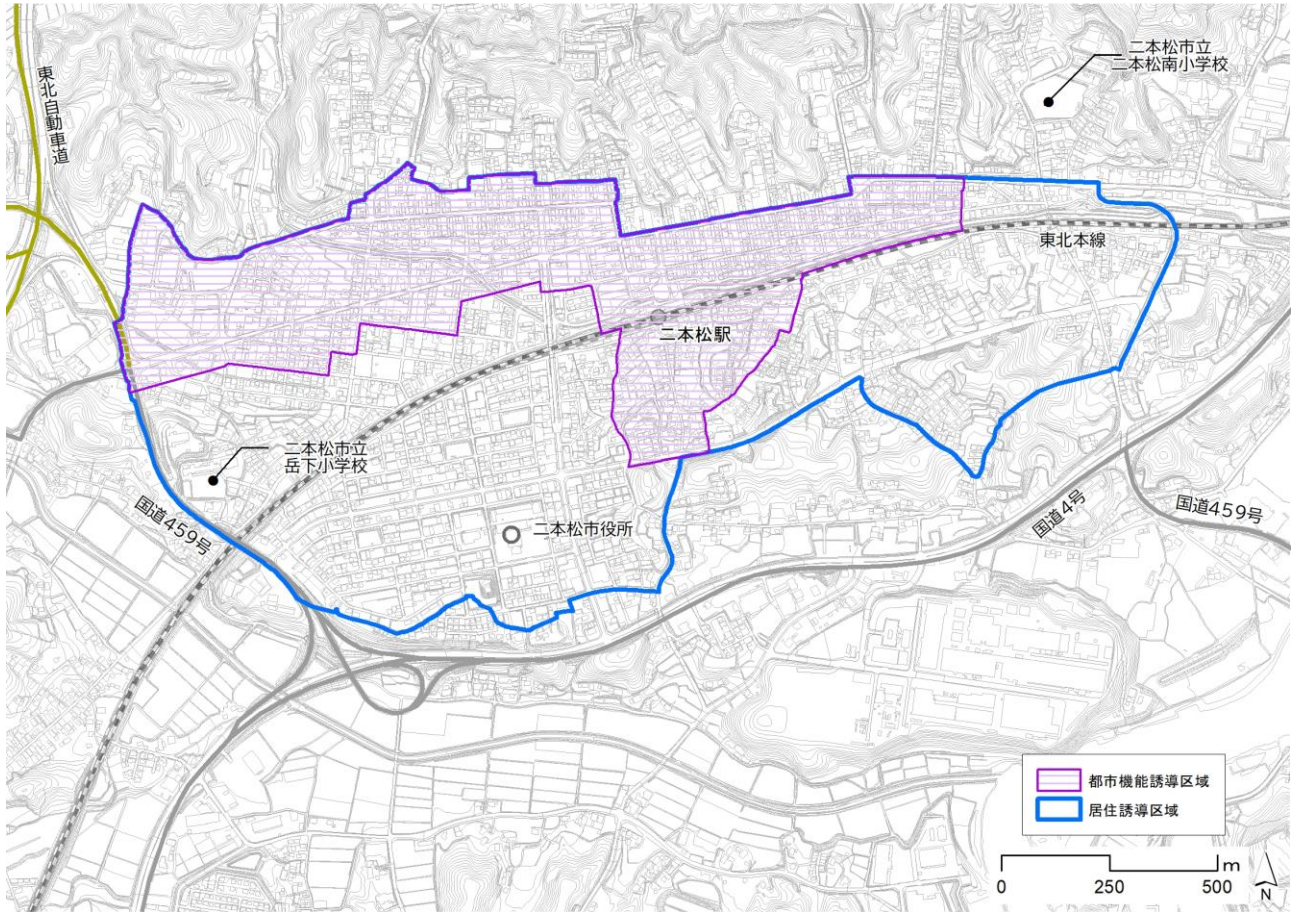 二本松市立
二本松南小学校
東北自動車道
東北本線
二本松駅
二本松市立
岳下小学校
国道459号
二本松市役所
国道4号
国道459号
都市機能誘導区域
居住誘導区域
m
0 250 500
N